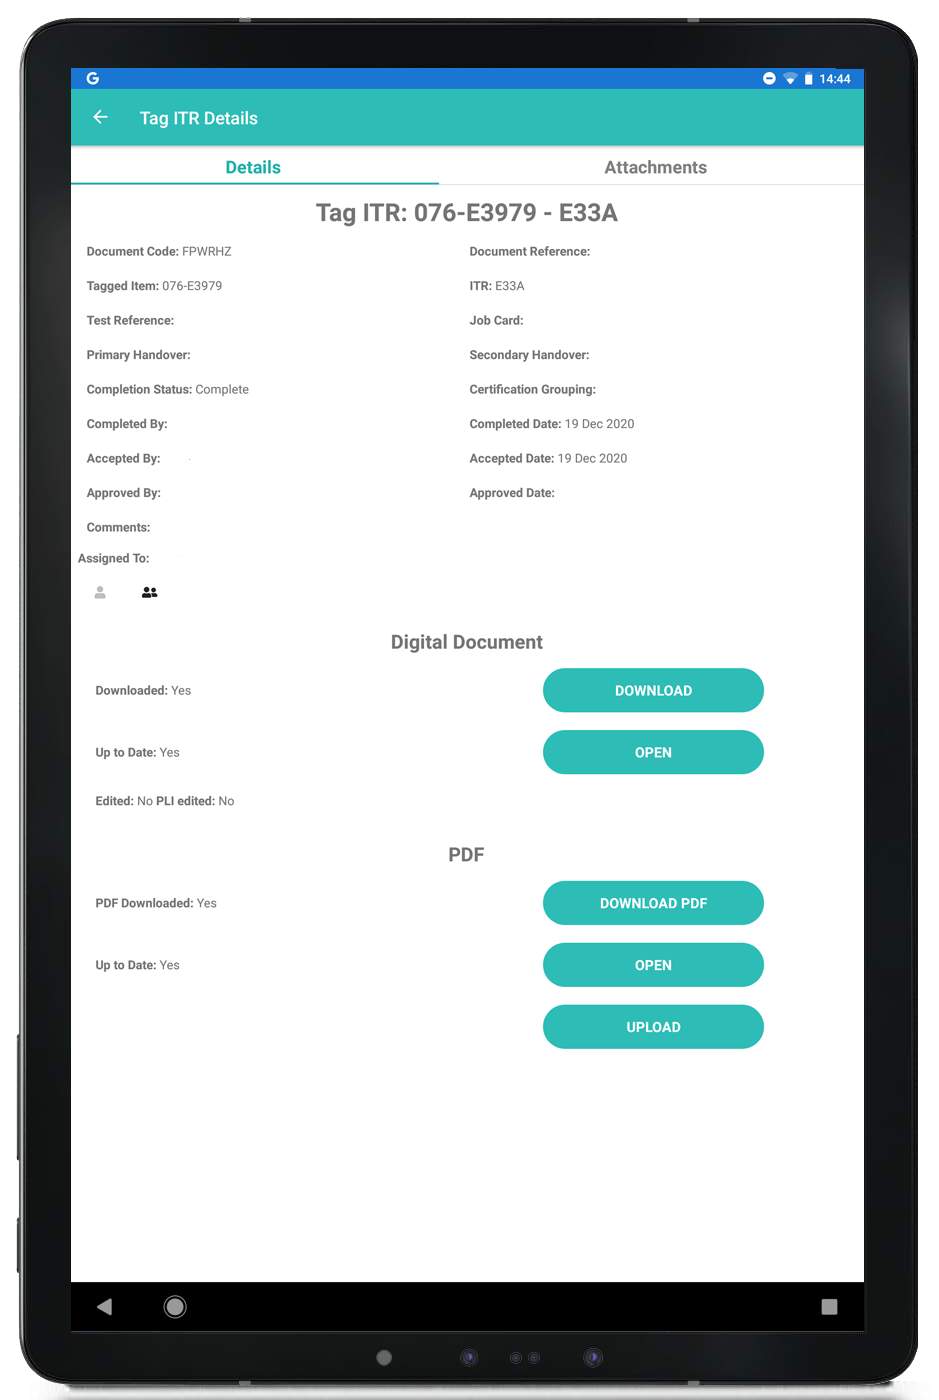 G 14:44
Tag ITR Details
Details Attachments
Tag ITR: 076-E3979 - E33A
Document Code: FPWRHZ Document Reference:
Tagged Item: 076-E3979 ITR: E33A
Test Reference: Job Card:
Primary Handover: Secondary Handover:
Completion Status: Complete Certification Grouping:
Completed By: Completed Date: 19 Dec 2020
Accepted By: Accepted Date: 19 Dec 2020
Approved By: Approved Date:
Comments:
Assigned To:
Digital Document
Downloaded: Yes DOWNLOAD
Up to Date: Yes OPEN
Edited: No PLI edited: No
PDF
PDF Downloaded: Yes DOWNLOAD PDF
Up to Date: Yes OPEN
UPLOAD